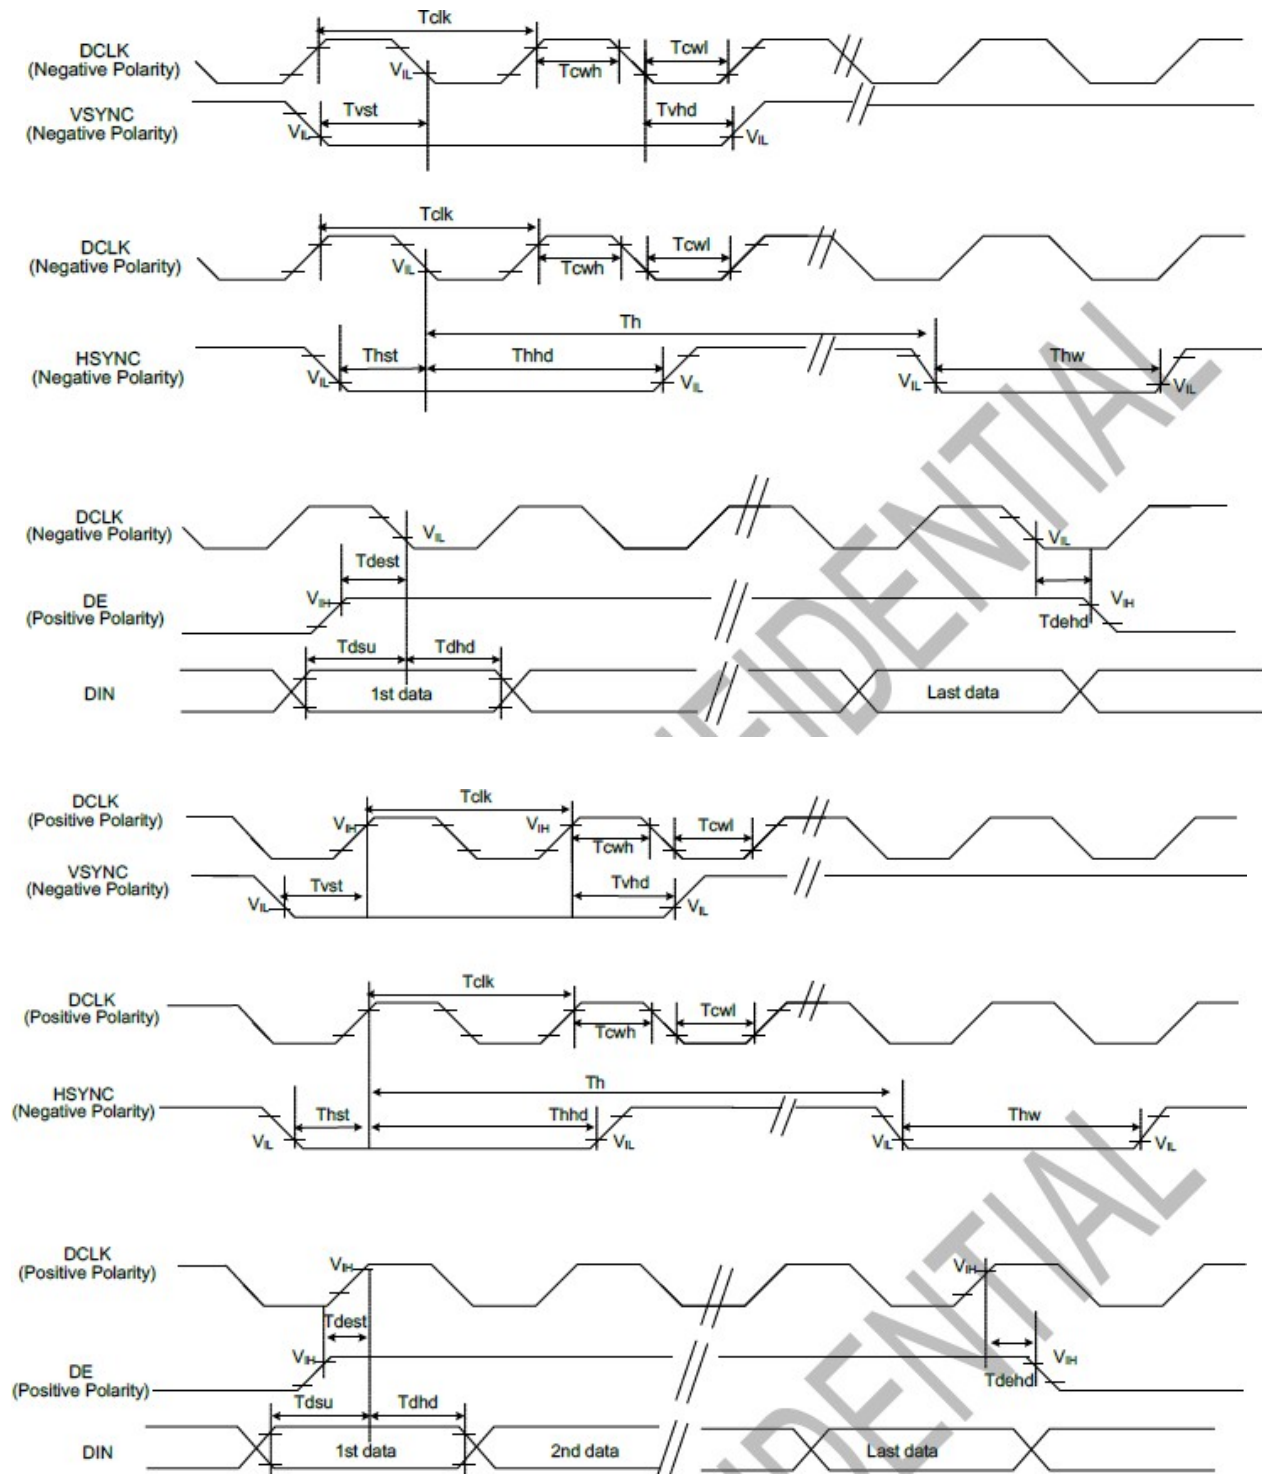 Tclk
DCLK
(Negative Polarity)
VIL
Tcwh
Tcwl
VSYNC
(Negative Polarity)
VIL
Tvst
Tvhd
VIL
Tclk
DCLK
(Negative Polarity)
VIL
Tcwh
Tcwl
Th
HSYNC
(Negative Polarity)
VIL
Thst
Thhd
VIL
VIL
Thw
VIL
DCLK
(Negative Polarity)
VIL
VIL
Tdest
DE
(Positive Polarity)
VIH
VIH
Tdehd
Tdsu
Tdhd
DIN
1st data
Last data
DCLK
(Positive Polarity)
VIH
Tclk
VIH
Tcwh
Tcwl
VSYNC
(Negative Polarity)
VIL
Tvst
Tvhd
VIL
DCLK
(Positive Polarity)
Tclk
Tcwh
Tcwl
Th
HSYNC
(Negative Polarity)
VIL
Thst
Thhd
VIL
VIL
Thw
VIL
DCLK
(Positive Polarity)
VIH
VIH
Tdest
DE
(Positive Polarity)
VIH
VIH
Tdehd
Tdsu
Tdhd
DIN
1st data
2nd data
Last data